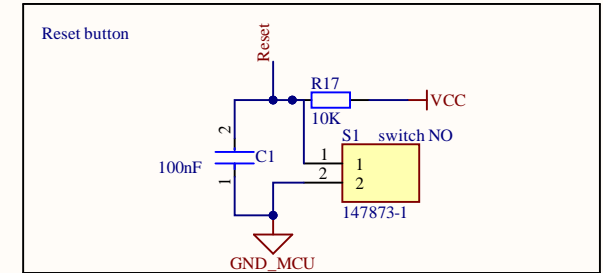 Reset button
Reset
R17
VCC
10K
S1 switch NO
2
C1
100nF
1
1 1
2 2
147873-1
GND_MCU